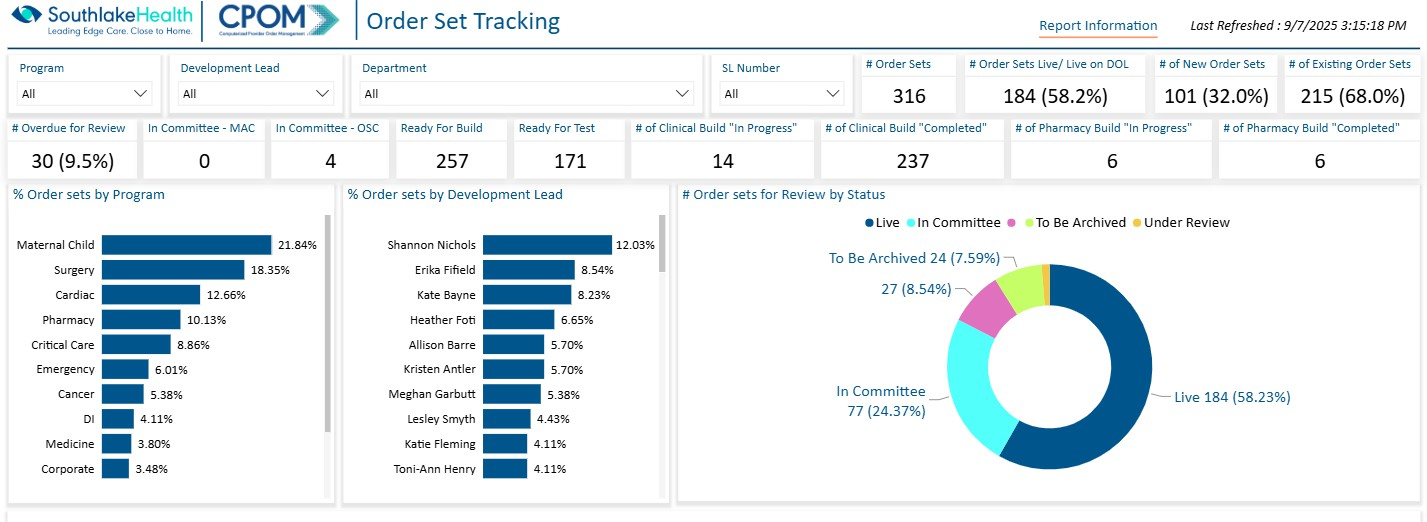 SouthlakeHealth
Leading Edge Care. Close to Home.
CPOM
Computerized Provider Order Management
Order Set Tracking
Report Information
Last Refreshed : 9/7/2025 3:15:18 PM
Program
All
Development Lead
All
Department
All
SL Number
All
# Order Sets
316
# Order Sets Live/ Live on DOL
184 (58.2%)
# of New Order Sets
101 (32.0%)
# of Existing Order Sets
215 (68.0%)
# Overdue for Review
30 (9.5%)
In Committee - MAC
0
In Committee - OSC
4
Ready For Build
257
Ready For Test
171
# of Clinical Build "In Progress"
14
# of Clinical Build "Completed"
237
# of Pharmacy Build "In Progress"
6
# of Pharmacy Build "Completed"
6
% Order sets by Program
Maternal Child 21.84%
Surgery 18.35%
Cardiac 12.66%
Pharmacy 10.13%
Critical Care 8.86%
Emergency 6.01%
Cancer 5.38%
DI 4.11%
Medicine 3.80%
Corporate 3.48%
% Order sets by Development Lead
Shannon Nichols 12.03%
Erika Fifield 8.54%
Kate Bayne 8.23%
Heather Foti 6.65%
Allison Barre 5.70%
Kristen Antler 5.70%
Meghan Garbutt 5.38%
Lesley Smyth 4.43%
Katie Fleming 4.11%
Toni-Ann Henry 4.11%
# Order sets for Review by Status
Live In Committee To Be Archived Under Review
To Be Archived 24 (7.59%)
27 (8.54%)
In Committee
77 (24.37%)
Live 184 (58.23%)